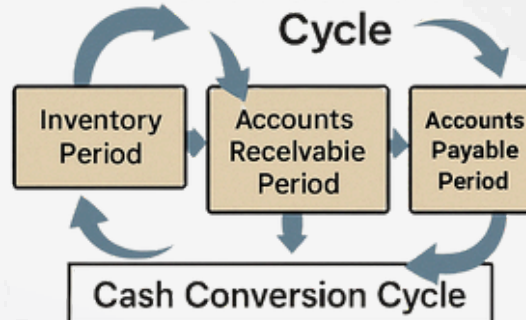 Cycle
Inventory
Period
Accounts
Recelvabie
Period
Accounts
Payable
Period
Cash Conversion Cycle